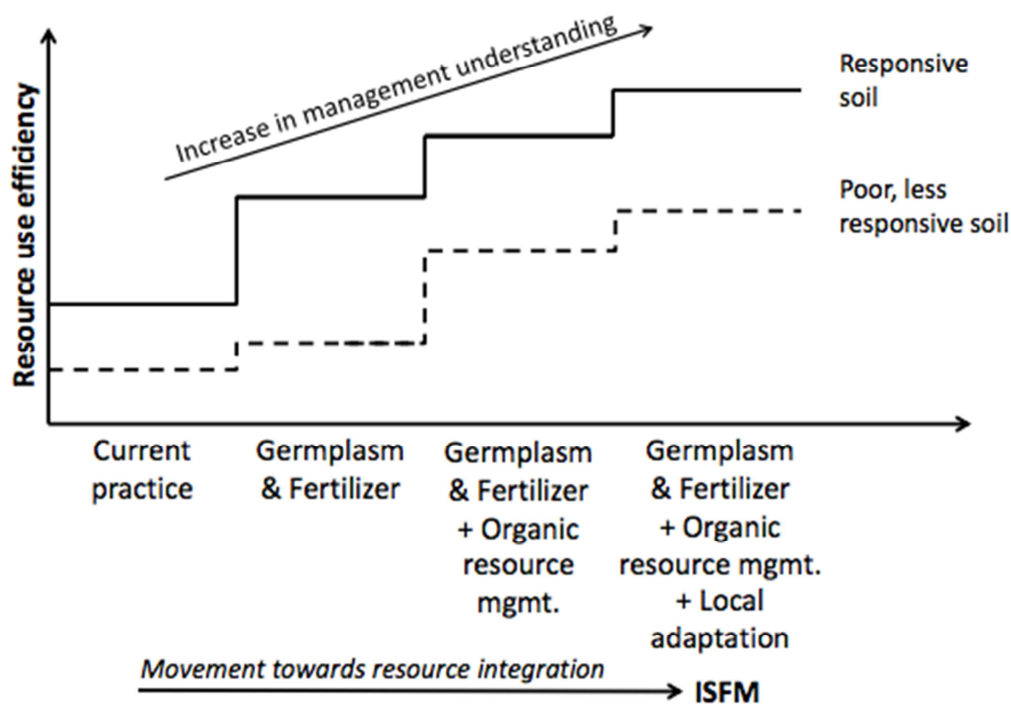 Resource use efficiency
Increase in management understanding
Responsive
soil
Poor, less
responsive soil
Current
practice
Germplasm
& Fertilizer
Germplasm
& Fertilizer
+ Organic
resource
mgmt.
Germplasm
& Fertilizer
+ Organic
resource mgmt.
+ Local
adaptation
Movement towards resource integration
ISFM